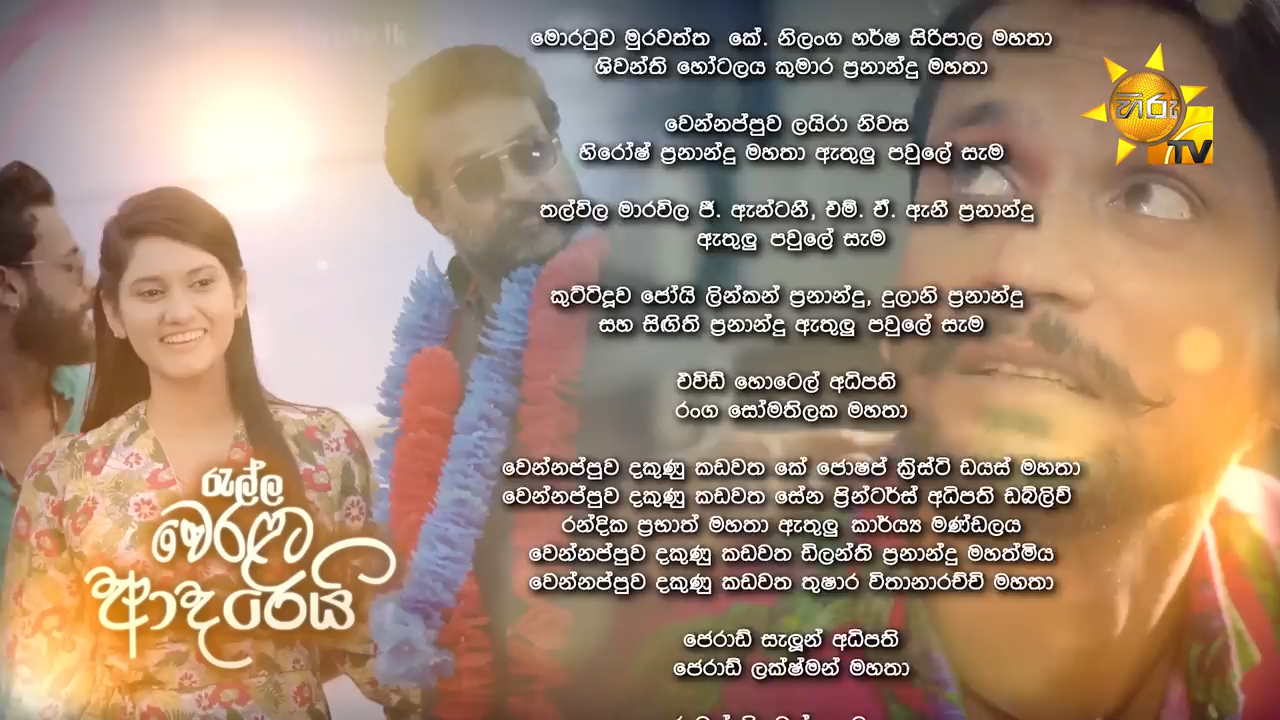 මොරටුව මුරවත්ත කේ. නිලංග හර්ෂ සිරිපාල මහතා
ශිවන්ති හෝටලය කුමාර ප්‍රනාන්දු මහතා
වෙන්නප්පුව ලයිරා නිවස
හිරෝෂ් ප්‍රනාන්දු මහතා ඇතුලු පවුලේ සැම
තල්විල මාරවිල ජී. ඇන්ටනී, එම්. ඒ. ඇනී ප්‍රනාන්දු
ඇතුලු පවුලේ සැම
කුට්ටිදූව ජෝයි ලින්කන් ප්‍රනාන්දු, දුලානි ප්‍රනාන්දු
සහ සිඟිති ප්‍රනාන්දු ඇතුලු පවුලේ සැම
එවිඩ් හොටෙල් අධිපති
රංග සෝමතිලක මහතා
වෙන්නප්පුව දකුණු කඩවත කේ ජොෂප් ක්‍රිස්ටි ඩයස් මහතා
වෙන්නප්පුව දකුණු කඩවත සේන ප්‍රින්ටර්ස් අධිපති ඩබ්ලිව්
රන්දික ප්‍රභාත් මහතා ඇතුලු කාර්ය්‍ය මණ්ඩලය
වෙන්නප්පුව දකුණු කඩවත ඩිලන්ති ප්‍රනාන්දු මහත්මිය
වෙන්නප්පුව දකුණු කඩවත තුෂාර විතානාරච්චි මහතා
ජෙරාඩ් සැලූන් අධිපති
ජෙරාඩ් ලක්ෂ්මන් මහතා
රැල්ල
වෙරළට
ආදරෙයි
හිරු
TV